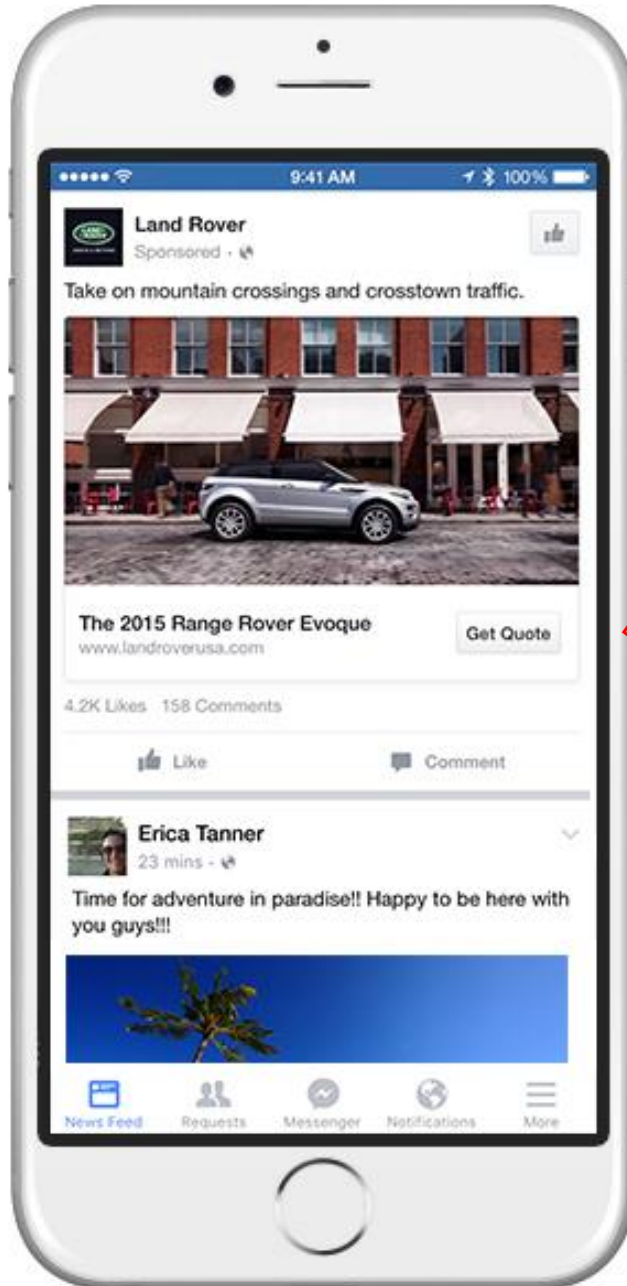 9:41 AM 100%
LAND ROVER
Land Rover
Sponsored ·
Take on mountain crossings and crosstown traffic.
The 2015 Range Rover Evoque
www.landroverusa.com
Get Quote
4.2K Likes 158 Comments
Like Comment
Erica Tanner
23 mins ·
Time for adventure in paradise!! Happy to be here with
you guys!!!
News Feed Requests Messenger Notifications More